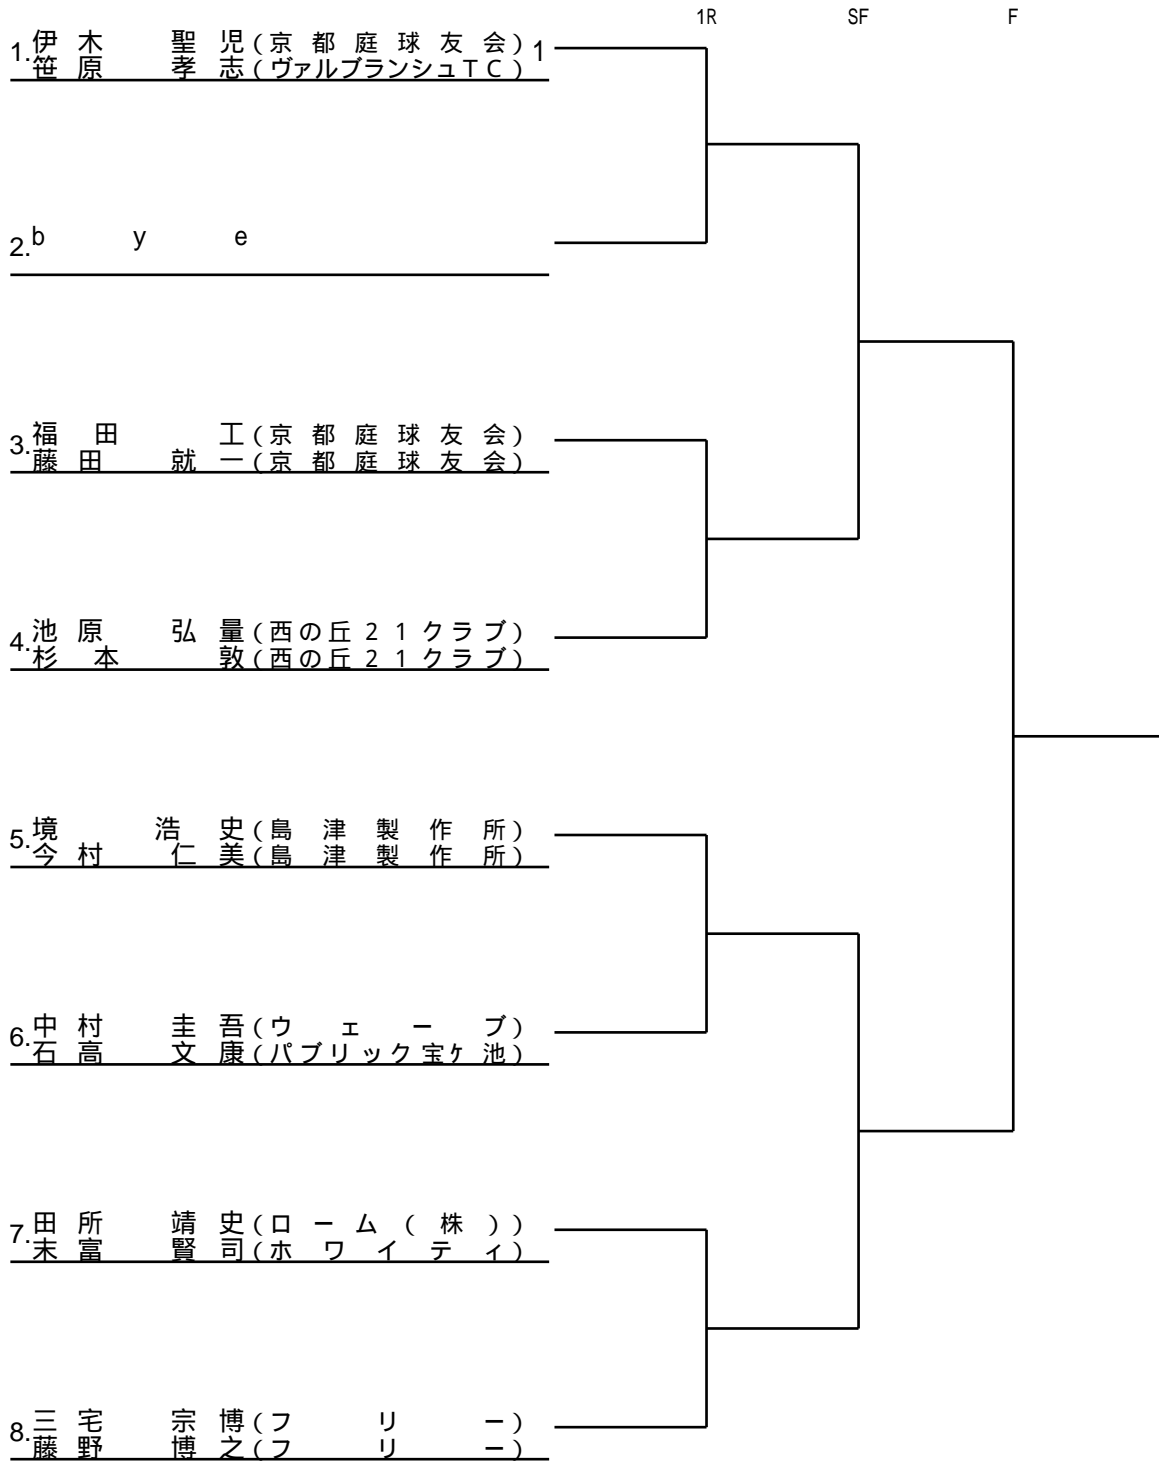 1R SF F
1.伊木 聖児(京都庭球友会) 1
笹原 孝志(ヴァルブランシュTC)
2.bye
3.福田 工(京都庭球友会)
藤田 就一(京都庭球友会)
4.池原 弘量(西の丘21クラブ)
杉本 敦(西の丘21クラブ)
5.境 浩史(島津製作所)
今村 仁美(島津製作所)
6.中村 圭吾(ウェーブ)
石高 文康(パブリック宝ケ池)
7.田所 靖史(ローム(株))
末富 賢司(ホワイティ)
8.三宅 宗博(フリー)
藤野 博之(フリー)